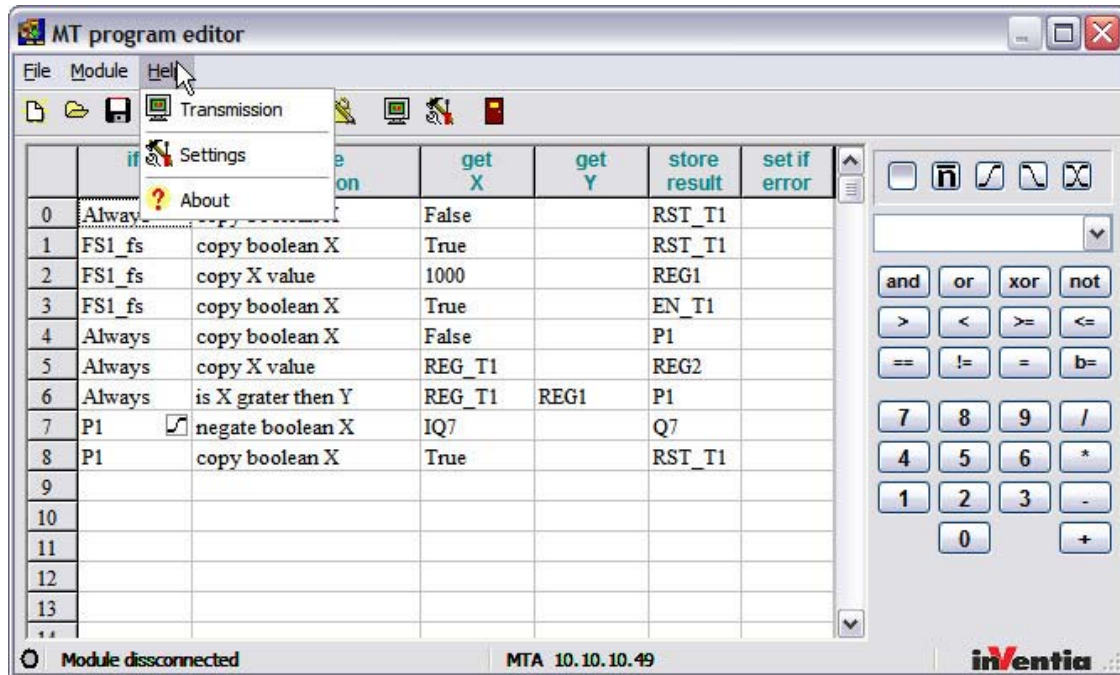 MT program editor
File Module Help
Transmission
Settings
About
if
get X
get Y
store result
set if error
0 Always copy boolean X False RST_T1
1 FS1_fs copy boolean X True RST_T1
2 FS1_fs copy X value 1000 REG1
3 FS1_fs copy boolean X True EN_T1
4 Always copy boolean X False P1
5 Always copy X value REG_T1 REG2
6 Always is X grater then Y REG_T1 REG1 P1
7 P1 negate boolean X IQ7 Q7
8 P1 copy boolean X True RST_T1
9
10
11
12
13
n
and or xor not
> < >= <=
== != = b=
7 8 9 /
4 5 6 *
1 2 3 -
0 +
Module dissconnected MTA 10.10.10.49 inVentia